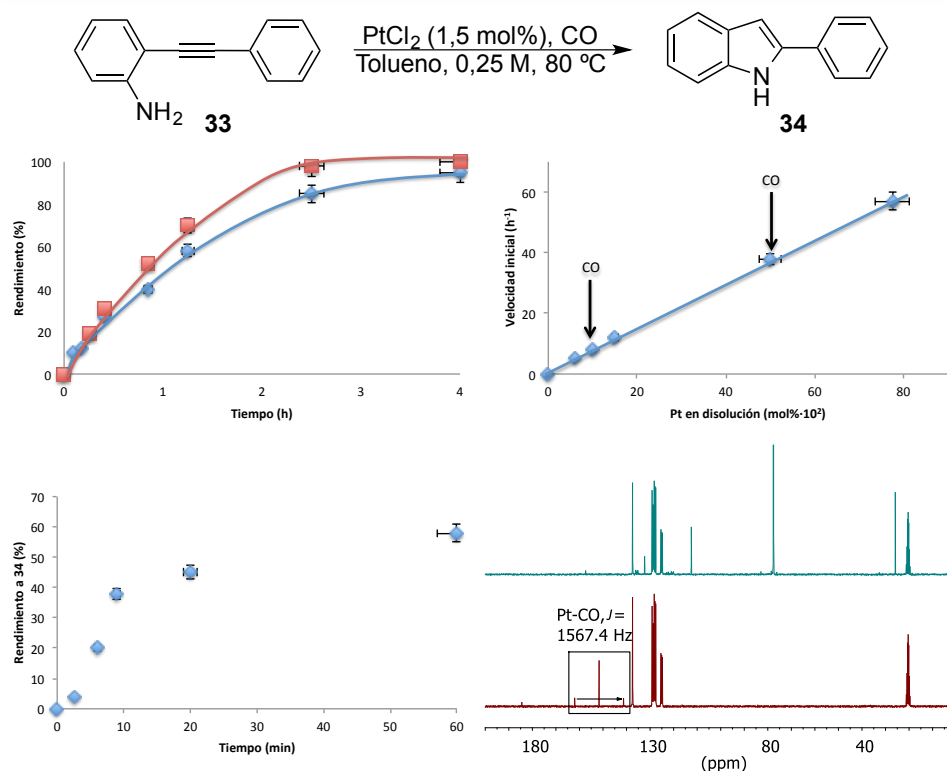 PtCl2 (1,5 mol%), CO
Tolueno, 0,25 M, 80 ºC
NH2
33
N
H
34
100
80
60
40
20
0
Rendimiento (%)
0 1 2 3 4
Tiempo (h)
60
40
20
0
Velocidad inicial (h-1)
CO
CO
0 20 40 60 80
Pt en disolución (mol%·10²)
70
60
50
40
30
20
10
0
Rendimiento a 34 (%)
0 10 20 30 40 50 60
Tiempo (min)
Pt-CO, J=
1567.4 Hz
180 130 80 40
(ppm)